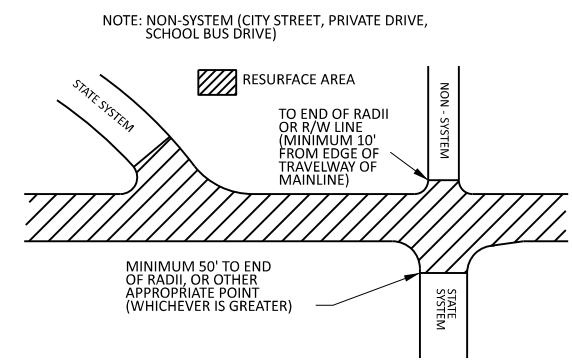 NOTE: NON-SYSTEM (CITY STREET, PRIVATE DRIVE,
SCHOOL BUS DRIVE)
STATE SYSTEM
RESURFACE AREA
NON - SYSTEM
TO END OF RADII
OR R/W LINE
(MINIMUM 10'
FROM EDGE OF
TRAVELWAY OF
MAINLINE)
MINIMUM 50' TO END
OF RADII, OR OTHER
APPROPRIATE POINT
(WHICHEVER IS GREATER)
STATE
SYSTEM